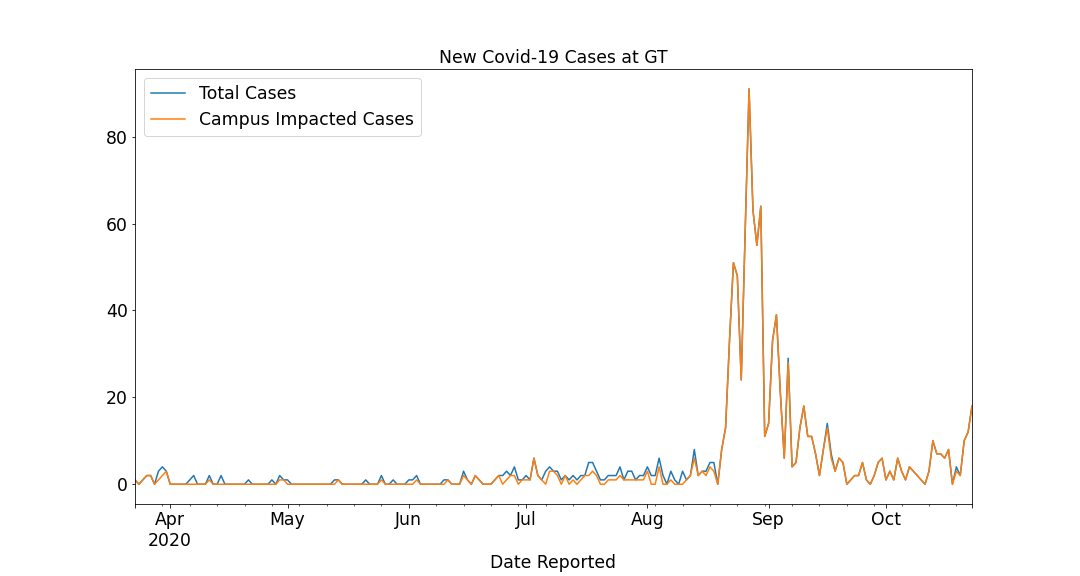 New Covid-19 Cases at GT
Total Cases
Campus Impacted Cases
80
60
40
20
0
Apr May Jun Jul Aug Sep Oct
2020
Date Reported